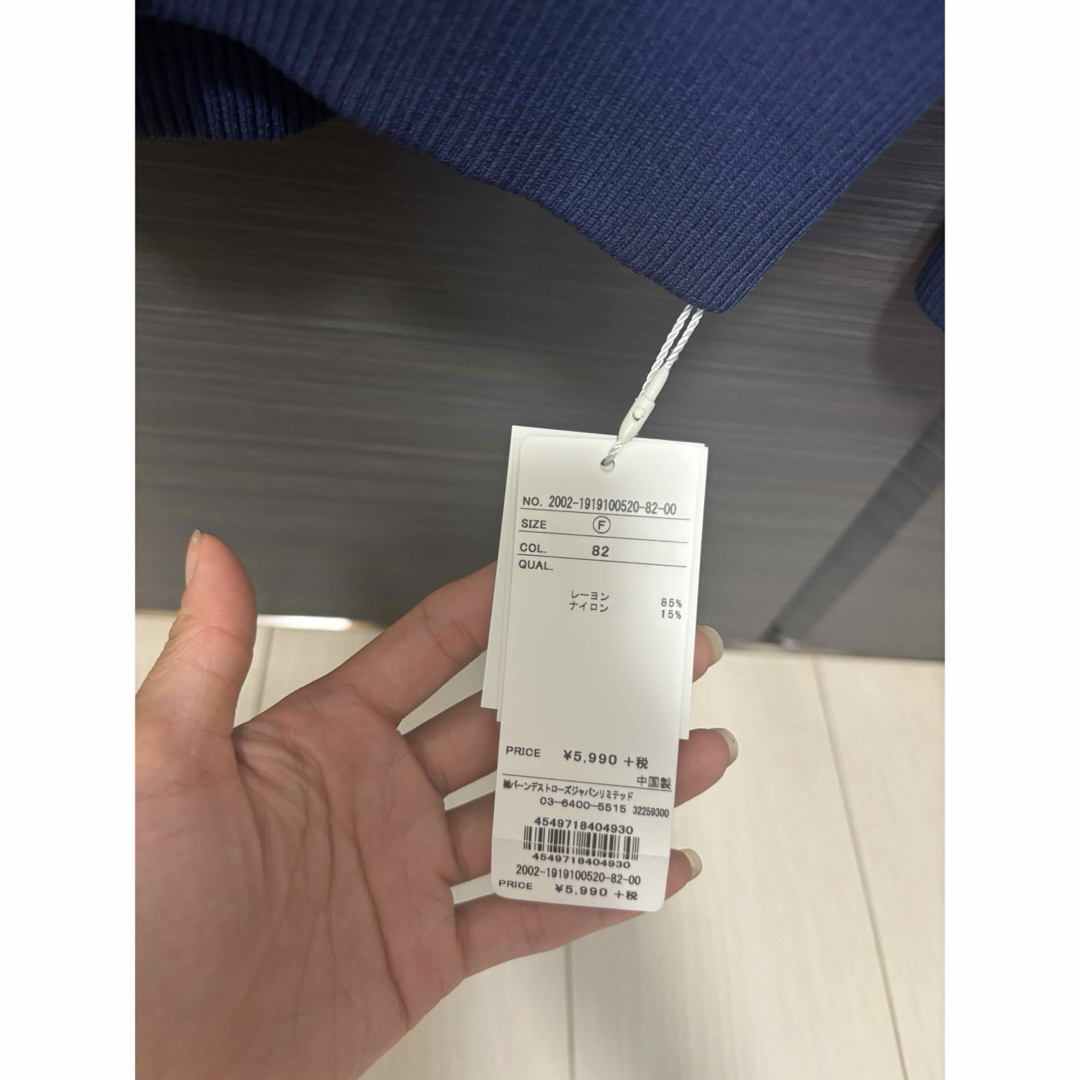 NO. 2002-1919100520-82-00
SIZE Ⓕ
COL. 82
QUAL.
レーヨン 85%
ナイロン 15%
PRICE ¥5,990 +税
中国製
㈱バーンデストローズジャパンリミテッド
03-6400-5515 32259300
4549718404930
4549718404930
2002-1919100520-82-00
PRICE ¥5,990 +税